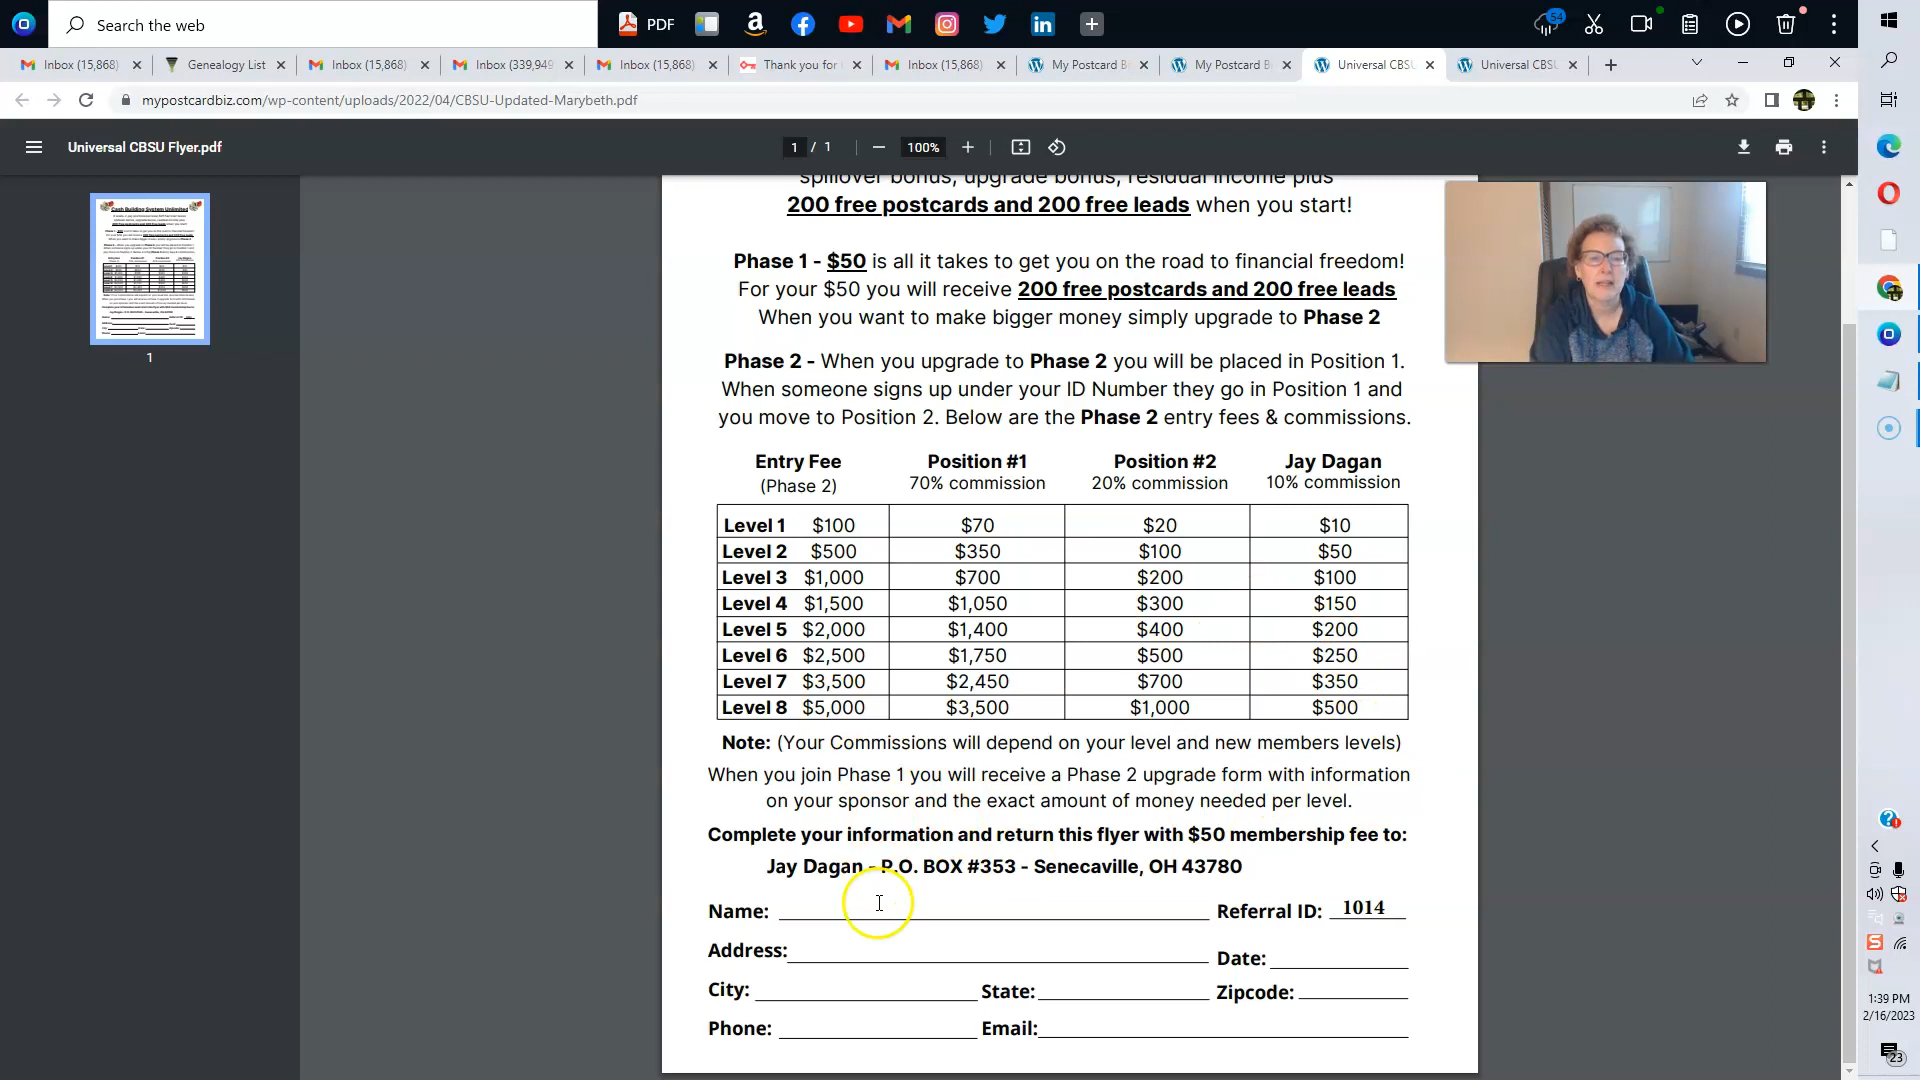 Search the web
PDF
54
Inbox (15,868)
Genealogy List
Inbox (15,868)
Inbox (339,949
Inbox (15,868)
Thank you for
Inbox (15,868)
My Postcard B
My Postcard B
Universal CBSU
Universal CBSU
mypostcardbiz.com/wp-content/uploads/2022/04/CBSU-Updated-Marybeth.pdf
Universal CBSU Flyer.pdf
1 / 1
100%
Cash Building System Unlimited
1
spillover bonus, upgrade bonus, residual income plus
200 free postcards and 200 free leads when you start!
Phase 1 - $50 is all it takes to get you on the road to financial freedom!
For your $50 you will receive 200 free postcards and 200 free leads
When you want to make bigger money simply upgrade to Phase 2
Phase 2 - When you upgrade to Phase 2 you will be placed in Position 1.
When someone signs up under your ID Number they go in Position 1 and
you move to Position 2. Below are the Phase 2 entry fees & commissions.
Entry Fee Position #1 Position #2 Jay Dagan
(Phase 2) 70% commission 20% commission 10% commission
Level 1 $100 $70 $20 $10
Level 2 $500 $350 $100 $50
Level 3 $1,000 $700 $200 $100
Level 4 $1,500 $1,050 $300 $150
Level 5 $2,000 $1,400 $400 $200
Level 6 $2,500 $1,750 $500 $250
Level 7 $3,500 $2,450 $700 $350
Level 8 $5,000 $3,500 $1,000 $500
Note: (Your Commissions will depend on your level and new members levels)
When you join Phase 1 you will receive a Phase 2 upgrade form with information
on your sponsor and the exact amount of money needed per level.
Complete your information and return this flyer with $50 membership fee to:
Jay Dagan - P.O. BOX #353 - Senecaville, OH 43780
Name: Referral ID: 1014
Address: Date:
City: State: Zipcode:
Phone: Email:
1:39 PM
2/16/2023
23